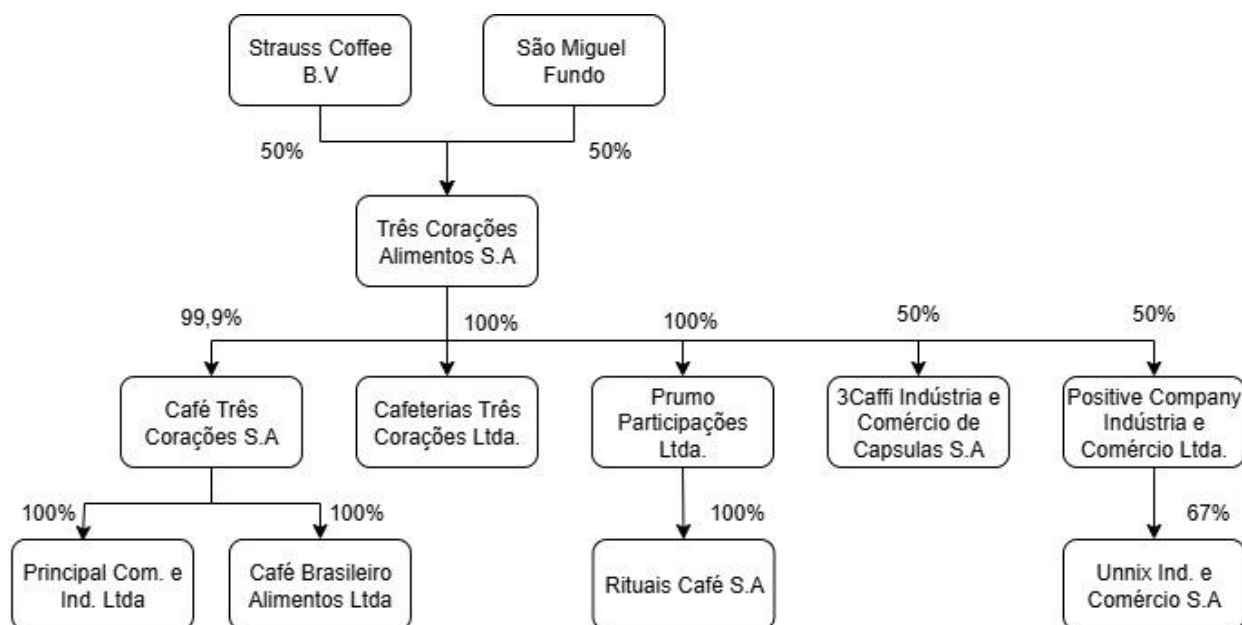 Strauss Coffee
B.V
São Miguel
Fundo
50%
50%
Três Corações
Alimentos S.A
99,9%
100%
100%
50%
50%
Café Três
Corações S.A
Cafeterias Três
Corações Ltda.
Prumo
Participações
Ltda.
3Caffi Indústria e
Comércio de
Capsulas S.A
Positive Company
Indústria e
Comércio Ltda.
100%
100%
100%
67%
Principal Com. e
Ind. Ltda
Café Brasileiro
Alimentos Ltda
Rituais Café S.A
Unnix Ind. e
Comércio S.A